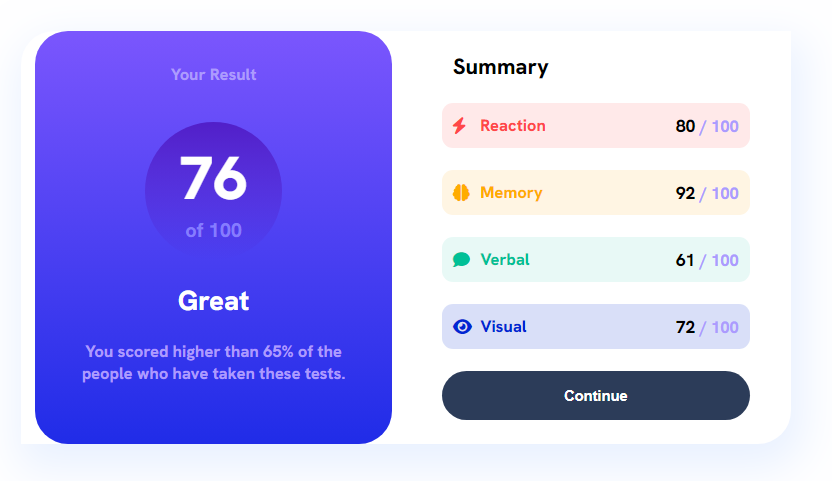 Your Result
76
of 100
Great
You scored higher than 65% of the
people who have taken these tests.
Summary
Reaction 80 / 100
Memory 92 / 100
Verbal 61 / 100
Visual 72 / 100
Continue